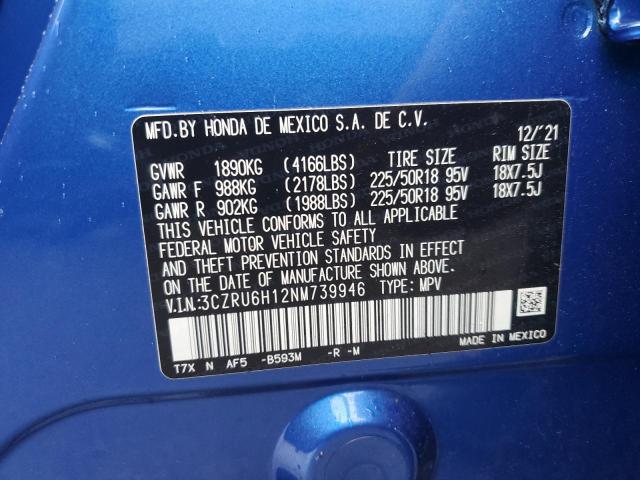 MFD.BY HONDA DE MEXICO S.A. DE C.V.
12/'21
GVWR 1890KG (4166LBS) TIRE SIZE RIM SIZE
GAWR F 988KG (2178LBS) 225/50R18 95V 18X7.5J
GAWR R 902KG (1988LBS) 225/50R18 95V 18X7.5J
THIS VEHICLE CONFORMS TO ALL APPLICABLE
FEDERAL MOTOR VEHICLE SAFETY
AND THEFT PREVENTION STANDARDS IN EFFECT
ON THE DATE OF MANUFACTURE SHOWN ABOVE.
V.I.N.:3CZRU6H12NM739946 TYPE: MPV
T7X N AF5 -B593M -R -M
MADE IN MEXICO